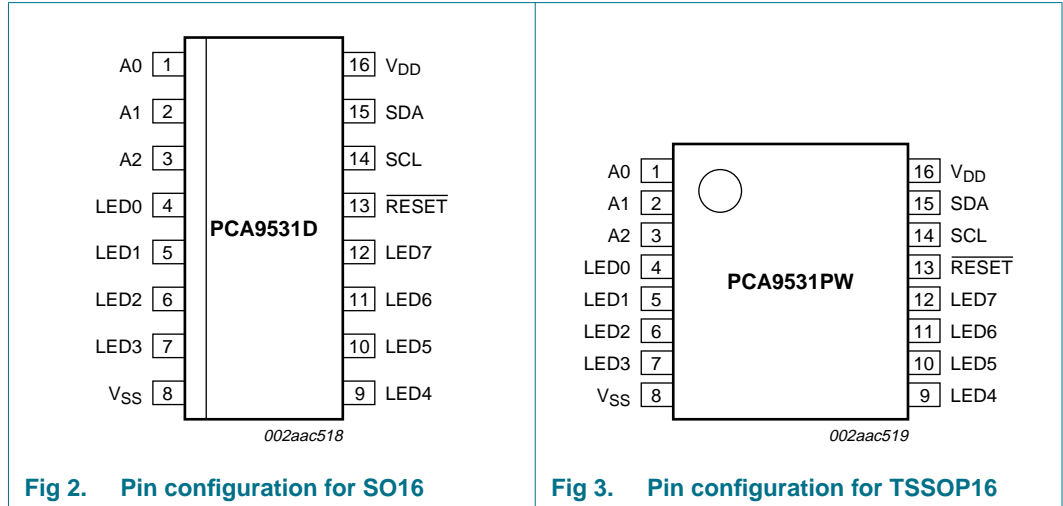 A0 1 16 VDD
A1 2 15 SDA
A2 3 14 SCL
LED0 4 13 RESET
PCA9531D
LED1 5 12 LED7
LED2 6 11 LED6
LED3 7 10 LED5
VSS 8 9 LED4
002aac518
Fig 2. Pin configuration for SO16
A0 1 16 VDD
A1 2 15 SDA
A2 3 14 SCL
LED0 4 13 RESET
PCA9531PW
LED1 5 12 LED7
LED2 6 11 LED6
LED3 7 10 LED5
VSS 8 9 LED4
002aac519
Fig 3. Pin configuration for TSSOP16